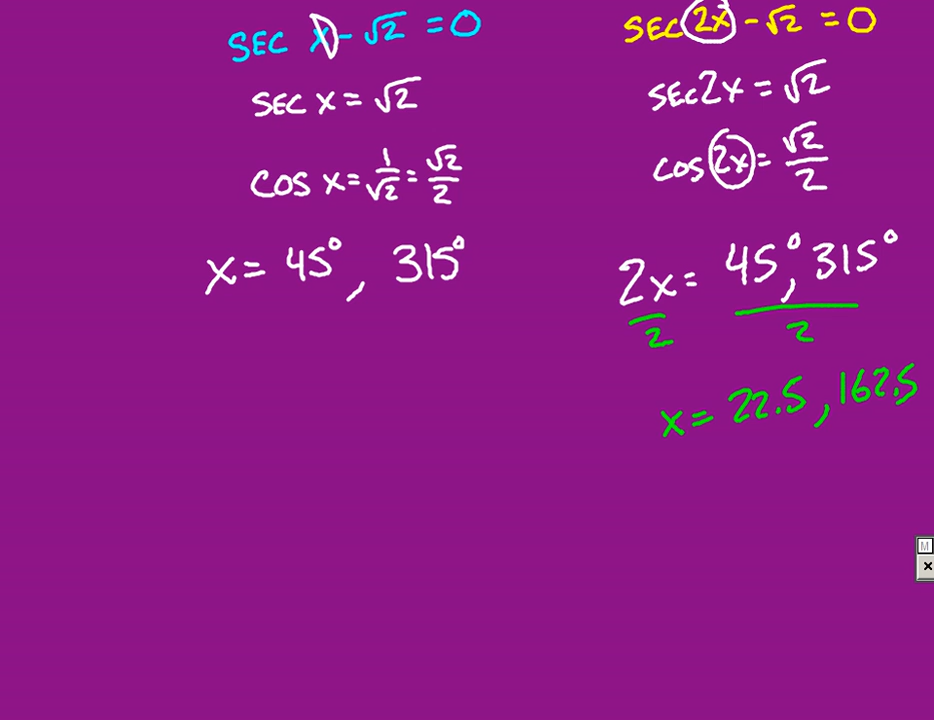 sec x - √2 = 0
sec x = √2
cos x = 1/√2 = √2/2
x = 45°, 315°
sec 2x - √2 = 0
sec 2x = √2
cos 2x = √2/2
2x = 45°, 315°
2 2
x = 22.5, 162.5
M
x